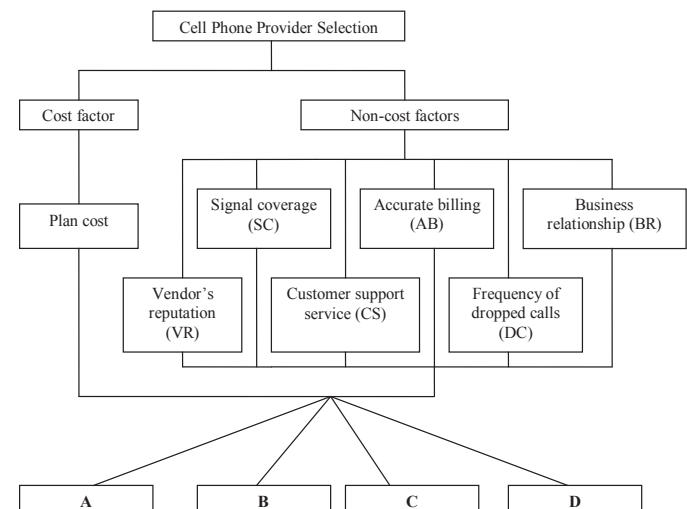 Cell Phone Provider Selection
Cost factor
Non-cost factors
Plan cost
Signal coverage
(SC)
Accurate billing
(AB)
Business
relationship (BR)
Vendor's
reputation
(VR)
Customer support
service (CS)
Frequency of
dropped calls
(DC)
A
B
C
D